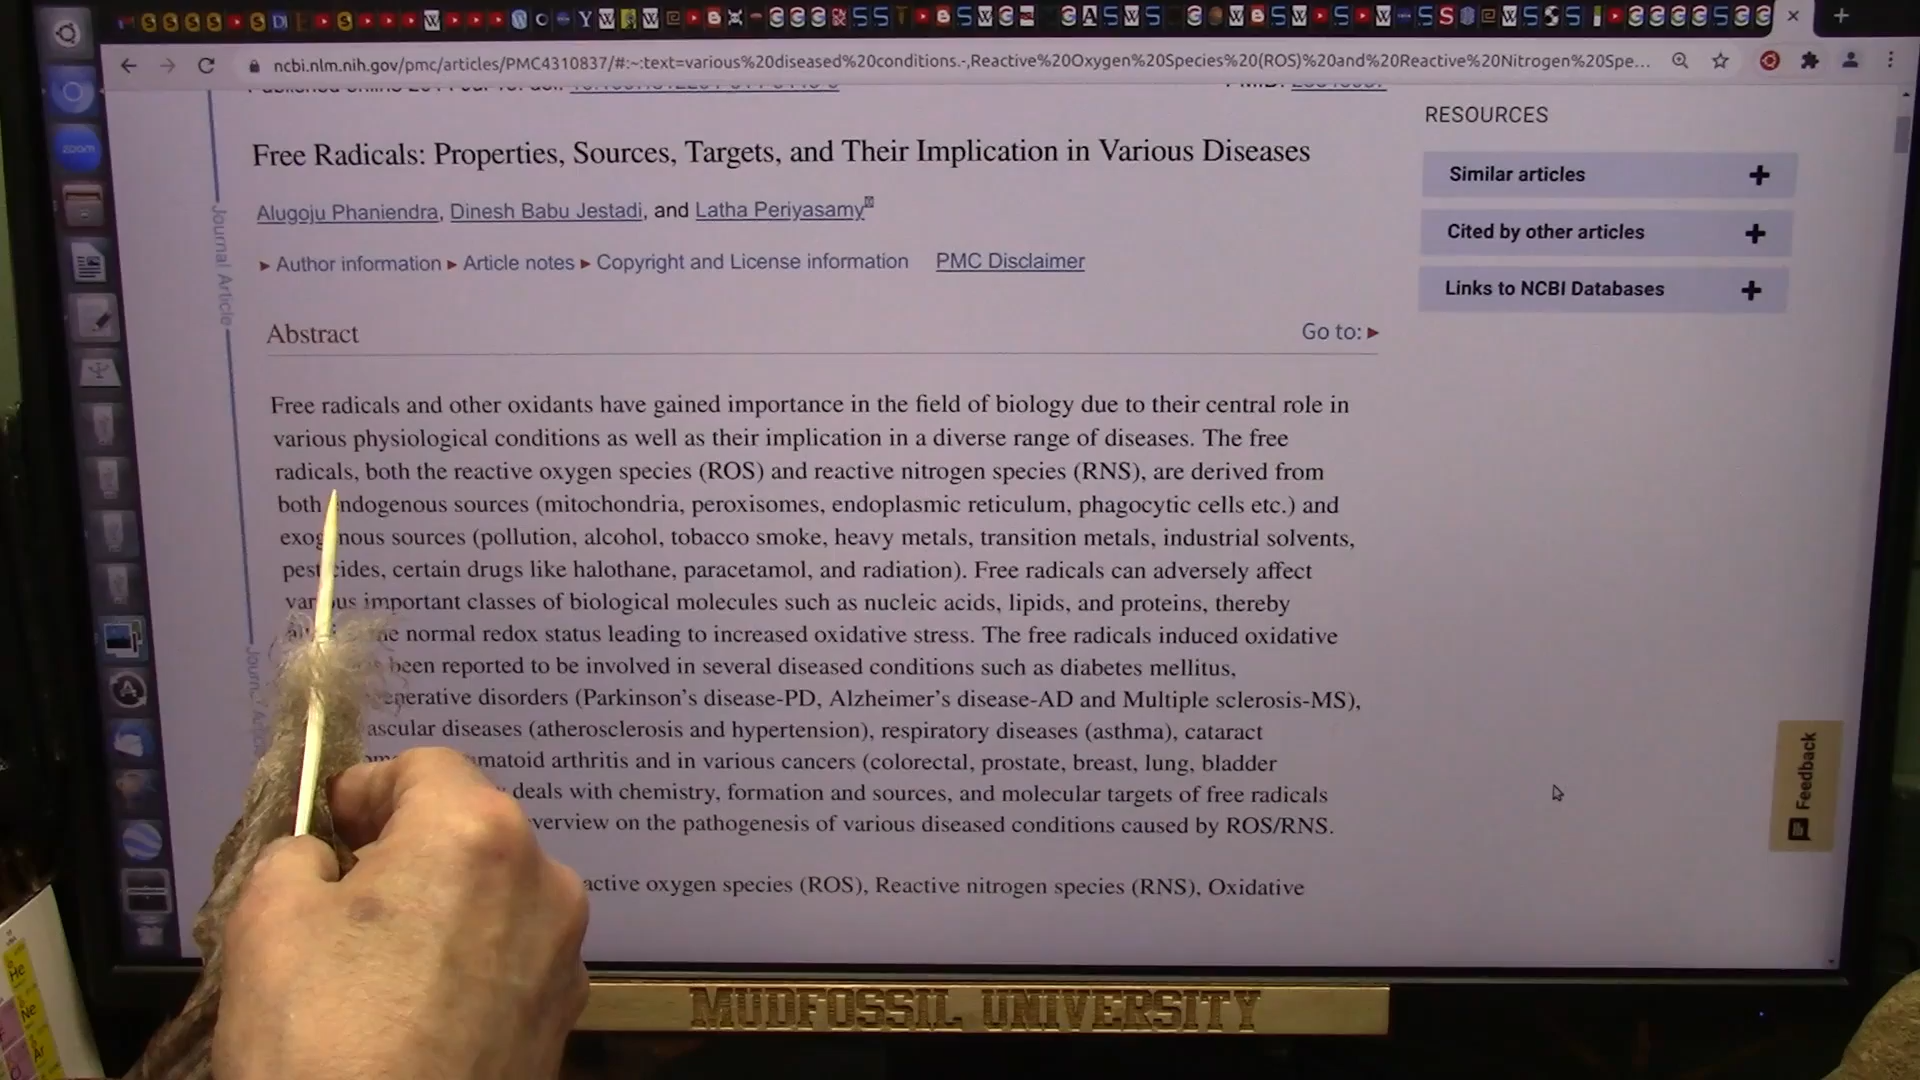 ncbi.nlm.nih.gov/pmc/articles/PMC4310837/#:~:text=various%20diseased%20conditions.-,Reactive%20Oxygen%20Species%20(ROS)%20and%20Reactive%20Nitrogen%20Spe...
Free Radicals: Properties, Sources, Targets, and Their Implication in Various Diseases
Alugoju Phaniendra, Dinesh Babu Jestadi, and Latha Periyasamy
▸ Author information ▸ Article notes ▸ Copyright and License information PMC Disclaimer
Abstract
Go to: ▸
Free radicals and other oxidants have gained importance in the field of biology due to their central role in
various physiological conditions as well as their implication in a diverse range of diseases. The free
radicals, both the reactive oxygen species (ROS) and reactive nitrogen species (RNS), are derived from
both endogenous sources (mitochondria, peroxisomes, endoplasmic reticulum, phagocytic cells etc.) and
exogenous sources (pollution, alcohol, tobacco smoke, heavy metals, transition metals, industrial solvents,
pesticides, certain drugs like halothane, paracetamol, and radiation). Free radicals can adversely affect
various important classes of biological molecules such as nucleic acids, lipids, and proteins, thereby
normal redox status leading to increased oxidative stress. The free radicals induced oxidative
been reported to be involved in several diseased conditions such as diabetes mellitus,
enerative disorders (Parkinson's disease-PD, Alzheimer's disease-AD and Multiple sclerosis-MS),
ascular diseases (atherosclerosis and hypertension), respiratory diseases (asthma), cataract
matoid arthritis and in various cancers (colorectal, prostate, breast, lung, bladder
deals with chemistry, formation and sources, and molecular targets of free radicals
verview on the pathogenesis of various diseased conditions caused by ROS/RNS.
active oxygen species (ROS), Reactive nitrogen species (RNS), Oxidative
RESOURCES
Similar articles
Cited by other articles
Links to NCBI Databases
Feedback
Journal Article
zoom
He
Ne
Ar
MUDFOSSIL UNIVERSITY